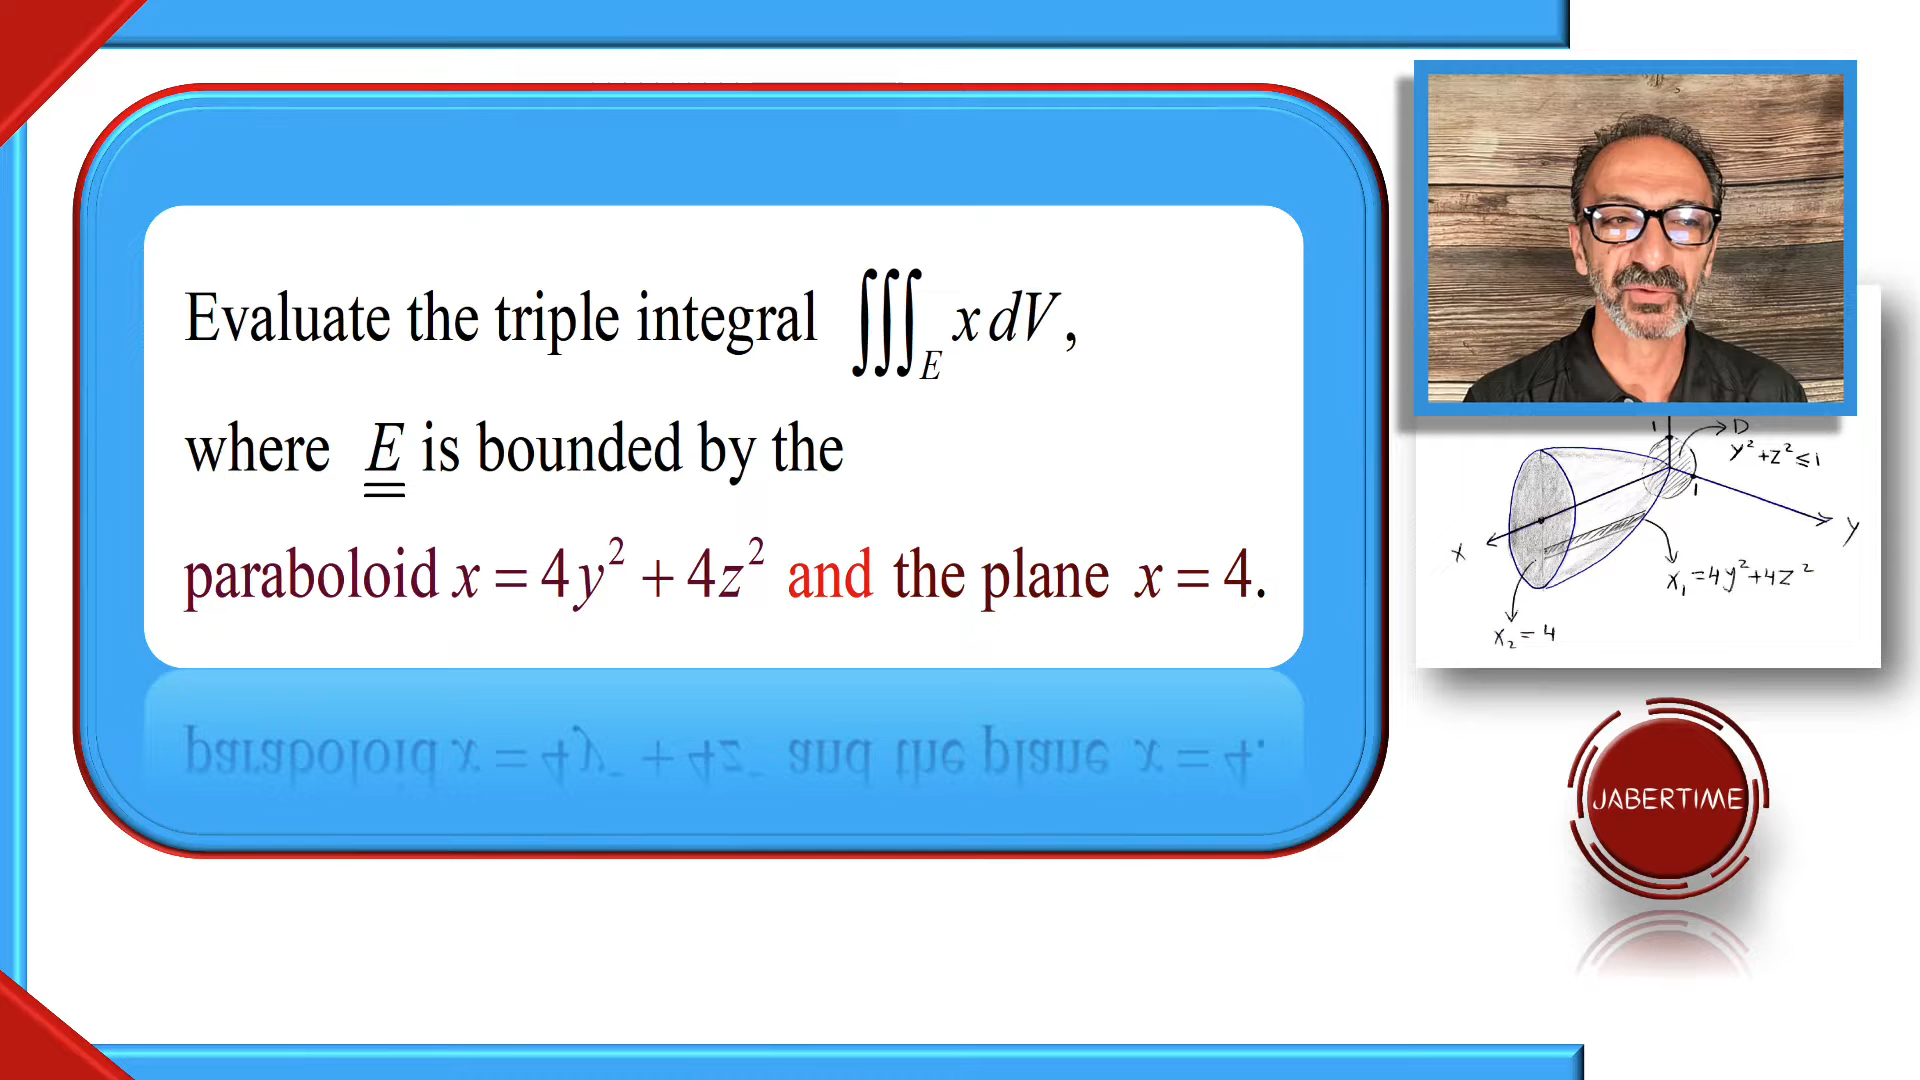 Evaluate the triple integral ∭_E x dV,
where E is bounded by the
paraboloid x = 4y² + 4z² and the plane x = 4.
1
D
y² + z² ≤ 1
1
y
x
x₁ = 4y² + 4z²
x₂ = 4
JABERTIME